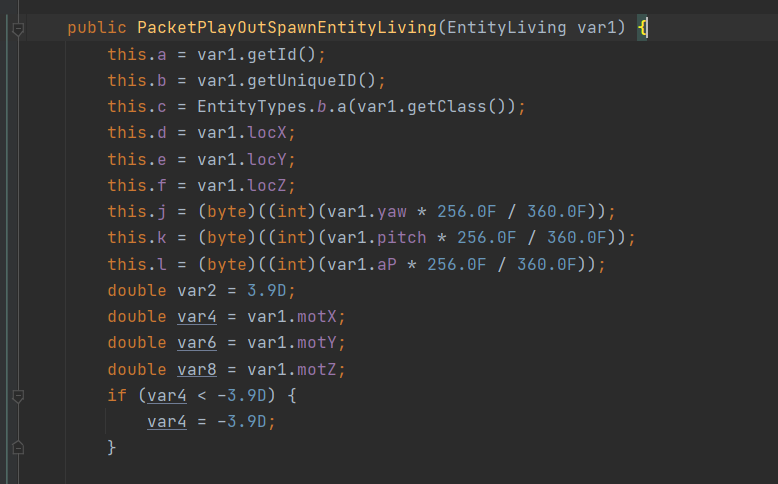 public PacketPlayOutSpawnEntityLiving(EntityLiving var1) {
this.a = var1.getId();
this.b = var1.getUniqueID();
this.c = EntityTypes.b.a(var1.getClass());
this.d = var1.locX;
this.e = var1.locY;
this.f = var1.locZ;
this.j = (byte)((int)(var1.yaw * 256.0F / 360.0F));
this.k = (byte)((int)(var1.pitch * 256.0F / 360.0F));
this.l = (byte)((int)(var1.aP * 256.0F / 360.0F));
double var2 = 3.9D;
double var4 = var1.motX;
double var6 = var1.motY;
double var8 = var1.motZ;
if (var4 < -3.9D) {
var4 = -3.9D;
}